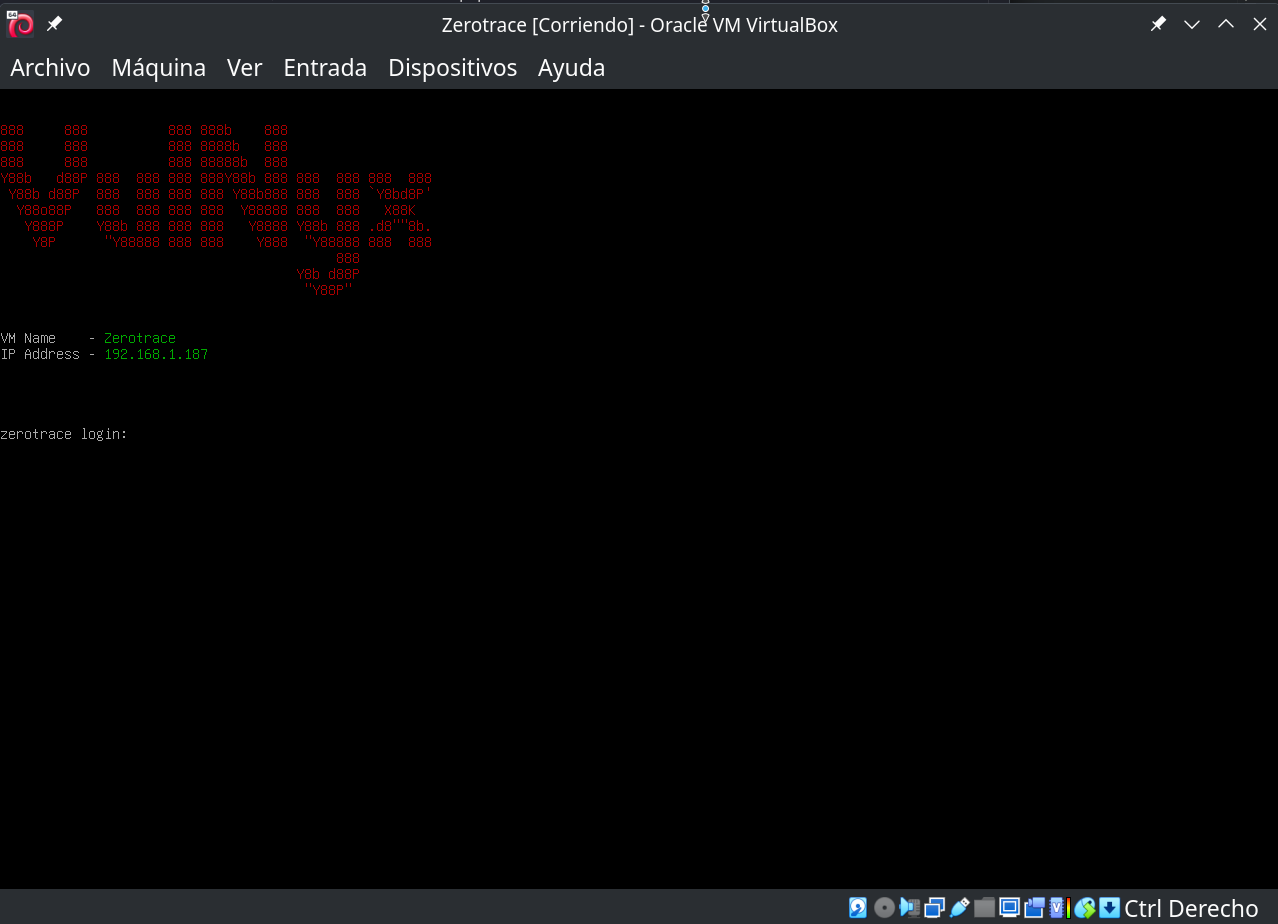 Zerotrace [Corriendo] - Oracle VM VirtualBox
Archivo Máquina Ver Entrada Dispositivos Ayuda
888     888          888 888b    888
888     888          888 8888b   888
888     888          888 88888b  888
Y88b   d88P 888  888 888 888Y88b 888 888  888 888  888
 Y88b d88P  888  888 888 888 Y88b888 888  888 `Y8bd8P'
  Y88o88P   888  888 888 888  Y88888 888  888   X88K
   Y888P    Y88b 888 888 888   Y8888 Y88b 888 .d8""8b.
    Y8P      "Y88888 888 888    Y888  "Y88888 888  888
                                          888
                                     Y8b d88P
                                      "Y88P"
VM Name    - Zerotrace
IP Address - 192.168.1.187
zerotrace login:
Ctrl Derecho